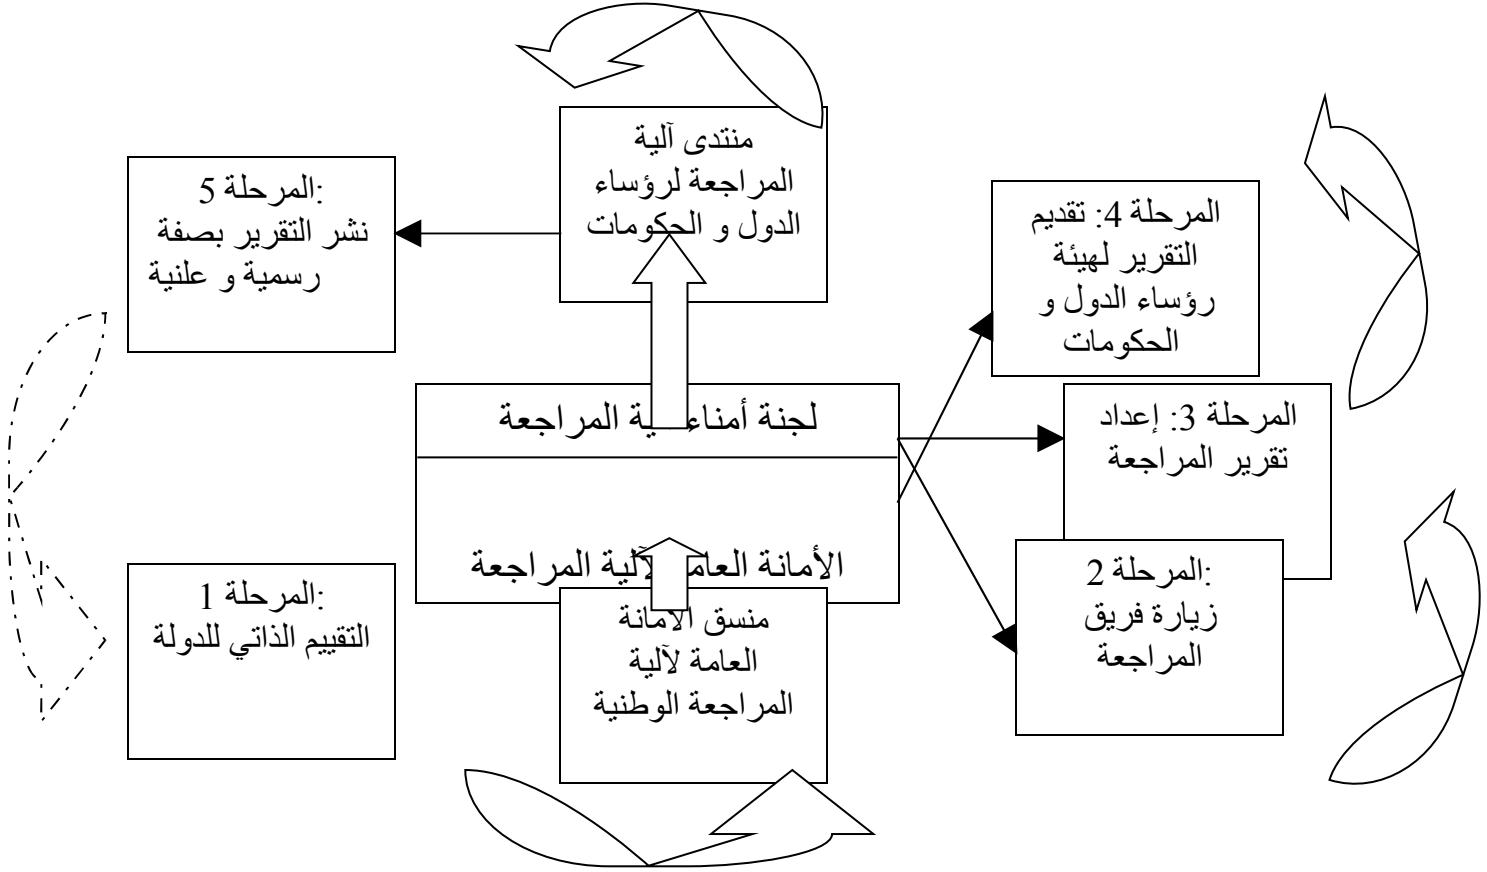 منتدى آلية
المراجعة لرؤساء
الدول و الحكومات
المرحلة 5:
نشر التقرير بصفة
رسمية و علنية
المرحلة 4: تقديم
التقرير لهيئة
رؤساء الدول و
الحكومات
لجنة أمناء المراجعة
المرحلة 3: إعداد
تقرير المراجعة
الأمانة العامة لآلية المراجعة
المرحلة 2:
زيارة فريق
المراجعة
المرحلة 1:
التقييم الذاتي للدولة
منسق الأمانة
العامة لآلية
المراجعة الوطنية